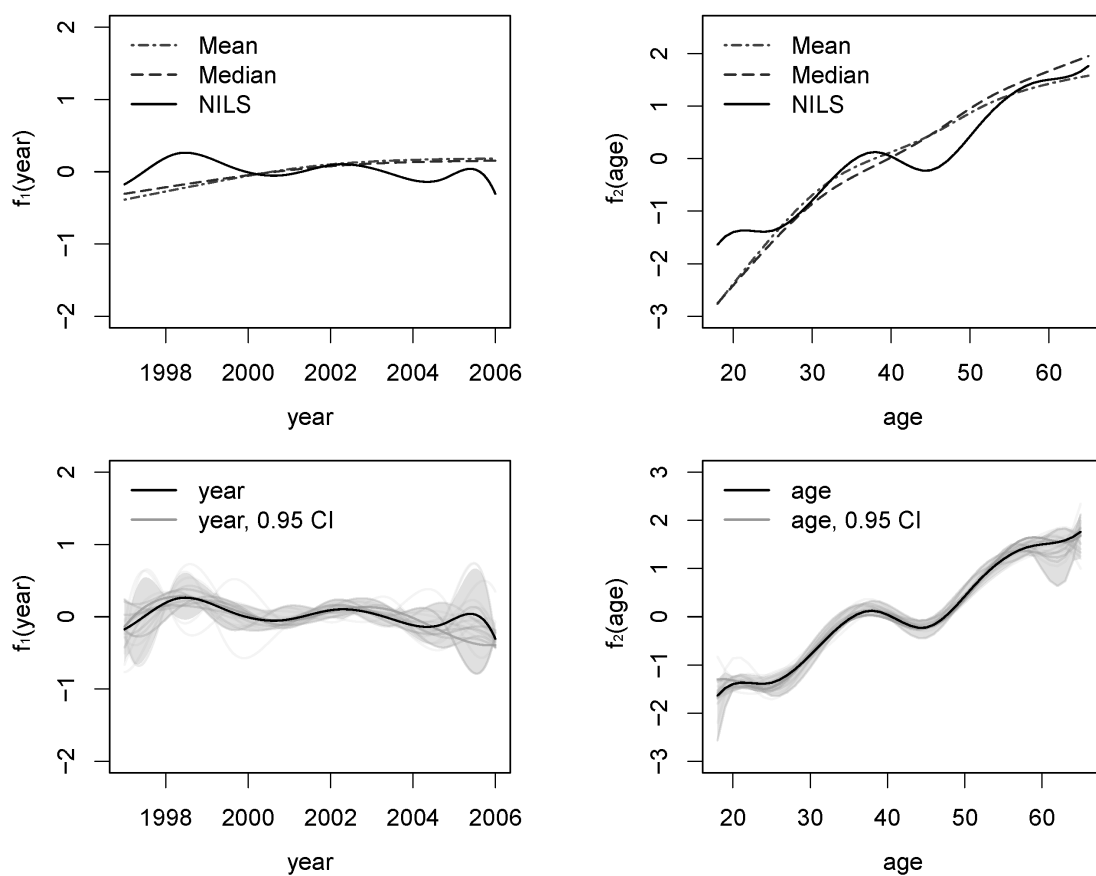 2
1
0
−1
−2
f₁(year)
Mean
Median
NILS
1998 2000 2002 2004 2006
year
2
1
0
−1
−2
−3
f₂(age)
Mean
Median
NILS
20 30 40 50 60
age
2
1
0
−1
−2
f₁(year)
year
year, 0.95 CI
1998 2000 2002 2004 2006
year
3
2
1
0
−1
−2
−3
f₂(age)
age
age, 0.95 CI
20 30 40 50 60
age